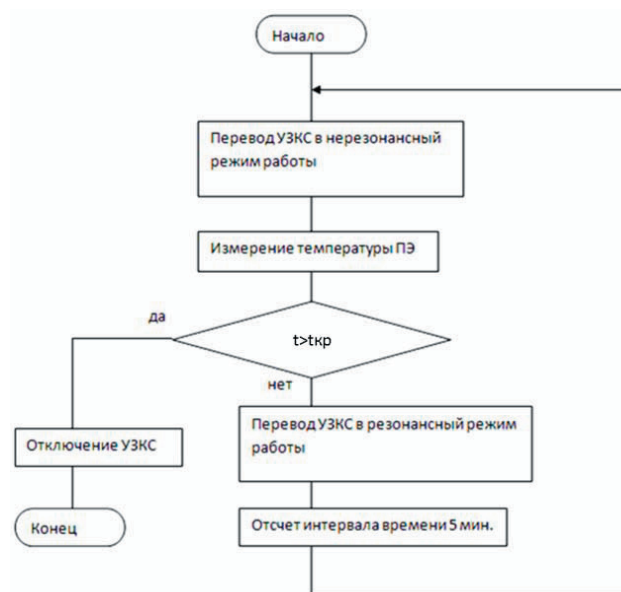 Начало
Перевод УЗКС в нерезонансный
режим работы
Измерение температуры ПЭ
да
t>tкр
нет
Перевод УЗКС в резонансный режим
работы
Отключение УЗКС
Отсчет интервала времени 5 мин.
Конец